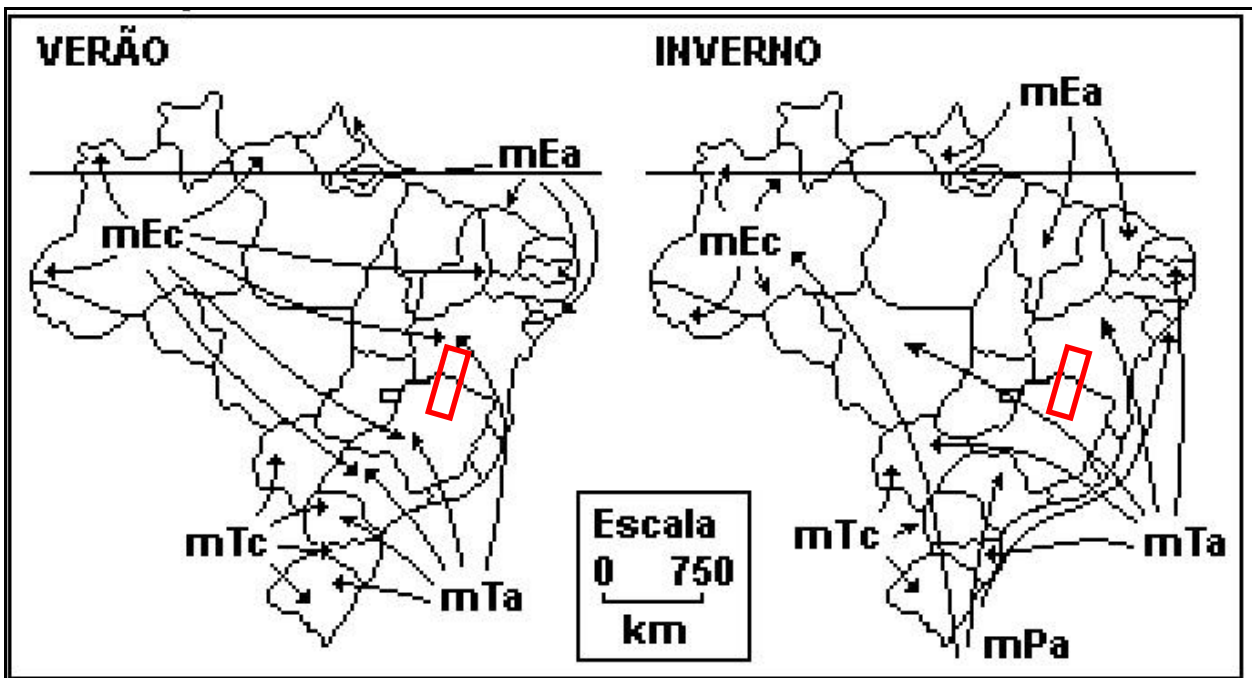 VERÃO
mEa
mEc
mTc
mTa
Escala
0 750
km
INVERNO
mEa
mEc
mTc
mTa
mPa